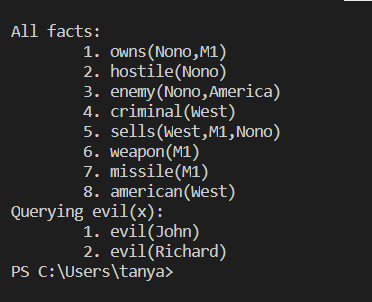 All facts:
1. owns(Nono,M1)
2. hostile(Nono)
3. enemy(Nono,America)
4. criminal(West)
5. sells(West,M1,Nono)
6. weapon(M1)
7. missile(M1)
8. american(West)
Querying evil(x):
1. evil(John)
2. evil(Richard)
PS C:\Users\tanya>